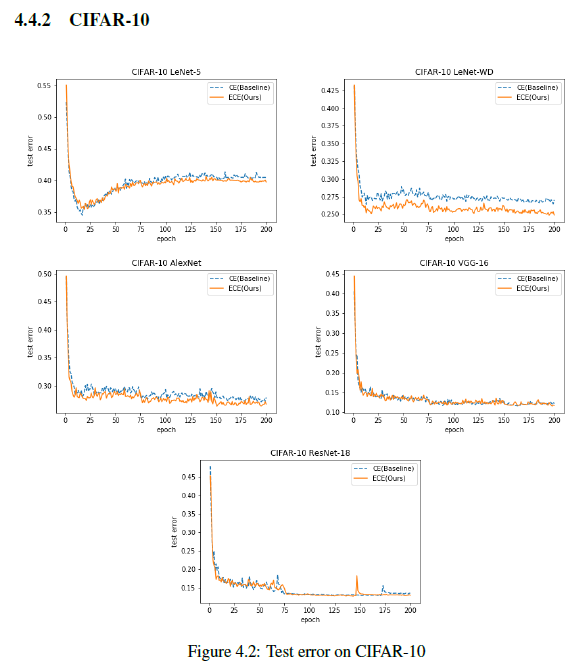 4.4.2 CIFAR-10
CIFAR-10 LeNet-5
CE(Baseline)
ECE(Ours)
0.55
0.50
0.45
0.40
0.35
test error
0 25 50 75 100 125 150 175 200
epoch
CIFAR-10 LeNet-WD
CE(Baseline)
ECE(Ours)
0.425
0.400
0.375
0.350
0.325
0.300
0.275
0.250
test error
0 25 50 75 100 125 150 175 200
epoch
CIFAR-10 AlexNet
CE(Baseline)
ECE(Ours)
0.50
0.45
0.40
0.35
0.30
test error
0 25 50 75 100 125 150 175 200
epoch
CIFAR-10 VGG-16
CE(Baseline)
ECE(Ours)
0.45
0.40
0.35
0.30
0.25
0.20
0.15
0.10
test error
0 25 50 75 100 125 150 175 200
epoch
CIFAR-10 ResNet-18
CE(Baseline)
ECE(Ours)
0.45
0.40
0.35
0.30
0.25
0.20
0.15
test error
0 25 50 75 100 125 150 175 200
epoch
Figure 4.2: Test error on CIFAR-10